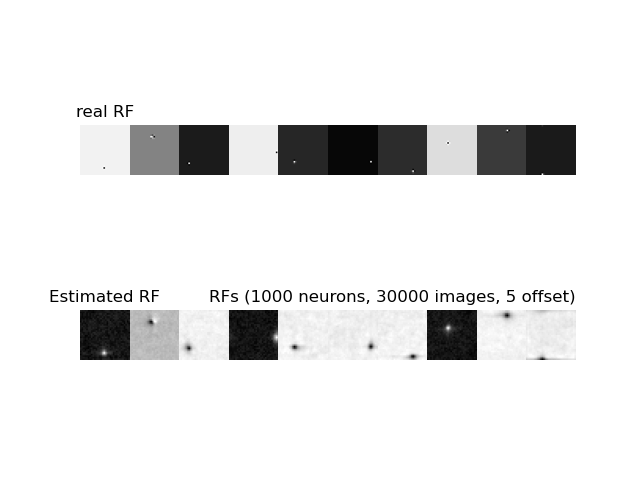 real RF
Estimated RF
RFs (1000 neurons, 30000 images, 5 offset)